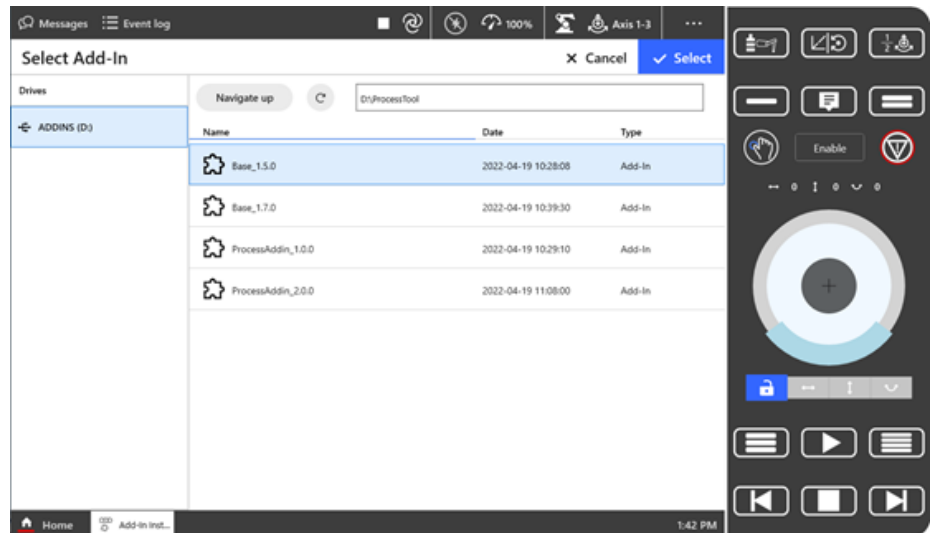 Messages Event log 100% Axis 1-3 ...
Select Add-In Cancel Select
Drives
ADDINS (D:)
Navigate up D:\ProcessTool
Name Date Type
Base_1.5.0 2022-04-19 10:28:08 Add-In
Base_1.7.0 2022-04-19 10:39:30 Add-In
ProcessAddin_1.0.0 2022-04-19 10:29:10 Add-In
ProcessAddin_2.0.0 2022-04-19 11:08:00 Add-In
Home Add-in Inst... 1:42 PM
Enable
0 0 0